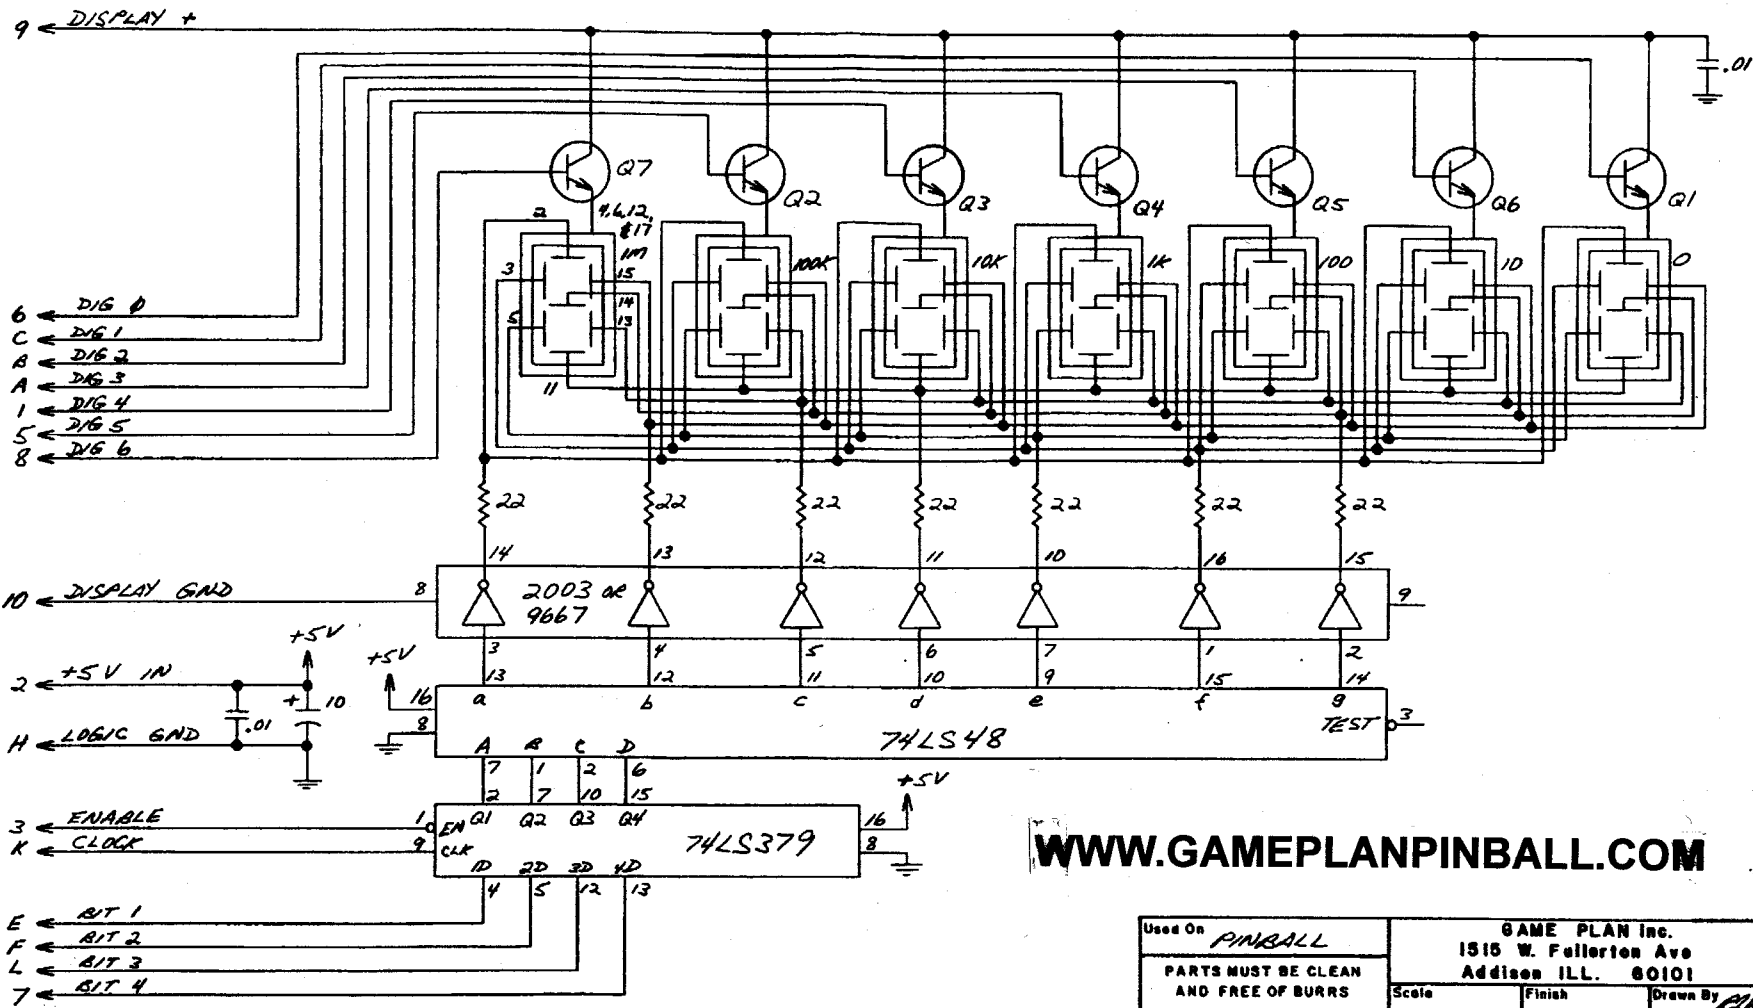 9 DISPLAY +
.01
Q7 Q2 Q3 Q4 Q5 Q6 Q1
2 4,6,12, &17
1M 100K 10K 1K 100 10 0
3 15
14
5 13
11
6 DIG ∅
C DIG 1
B DIG 2
A DIG 3
1 DIG 4
5 DIG 5
8 DIG 6
22 22 22 22 22 22 22
14 13 12 11 10 16 15
10 DISPLAY GND 8 2003 OR 9667 9
3 4 5 6 7 1 2
+5V +5V
2 +5V IN
13 12 11 10 9 15 14
16 a b c d e f g
+ 10
.01
8 74LS48 TEST 3
H LOGIC GND
A B C D
7 1 2 6
2 7 10 15
+5V
Q1 Q2 Q3 Q4
3 ENABLE 1 EN 16
K CLOCK 9 CLK 74LS379 8
1D 2D 3D 4D
4 5 12 13
E BIT 1
F BIT 2
L BIT 3
7 BIT 4
WWW.GAMEPLANPINBALL.COM
Used On PINBALL
PARTS MUST BE CLEAN
AND FREE OF BURRS
GAME PLAN Inc.
1515 W. Fullerton Ave
Addison ILL. 60101
Scale Finish Drawn By